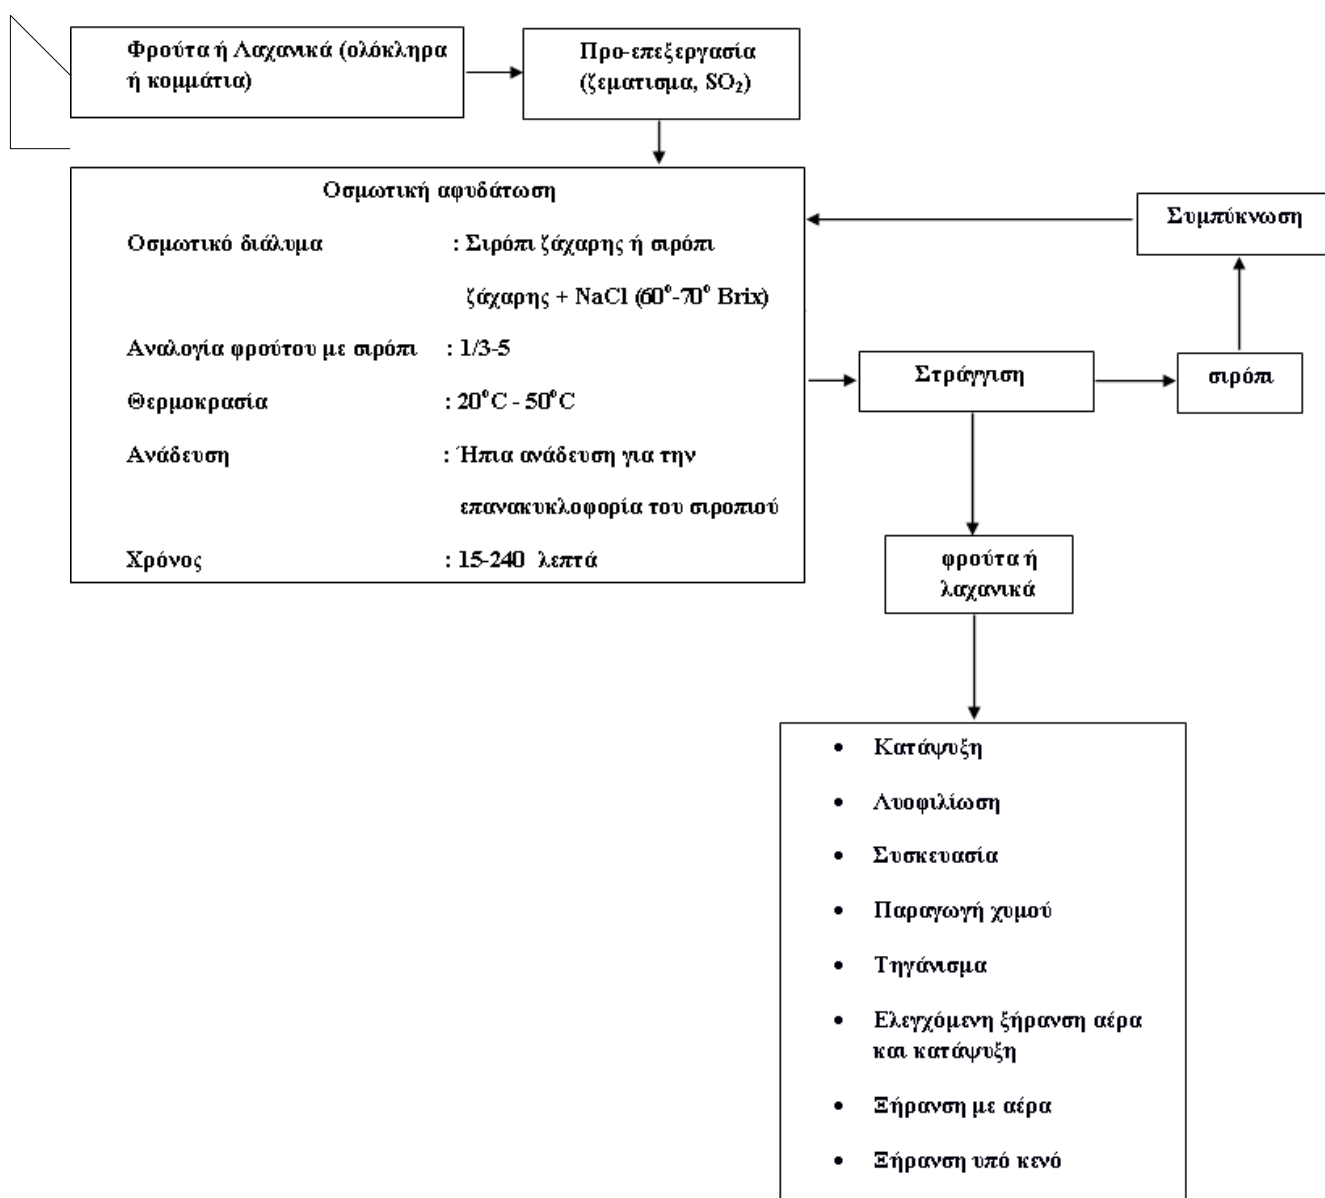 Φρούτα ή Λαχανικά (ολόκληρα
ή κομμάτια)
Προ-επεξεργασία
(ζεματισμα, SO₂)
Οσμωτική αφυδάτωση
Οσμωτικό διάλυμα : Σιρόπι ζάχαρης ή σιρόπι
ζάχαρης + NaCl (60°-70° Brix)
Αναλογία φρούτου με σιρόπι : 1/3-5
Θερμοκρασία : 20°C - 50°C
Ανάδευση : Ήπια ανάδευση για την
επανακυκλοφορία του σιροπιού
Χρόνος : 15-240 λεπτά
Συμπύκνωση
Στράγγιση
σιρόπι
φρούτα ή
λαχανικά
• Κατάψυξη
• Λυοφιλίωση
• Συσκευασία
• Παραγωγή χυμού
• Τηγάνισμα
• Ελεγχόμενη ξήρανση αέρα
και κατάψυξη
• Ξήρανση με αέρα
• Ξήρανση υπό κενό